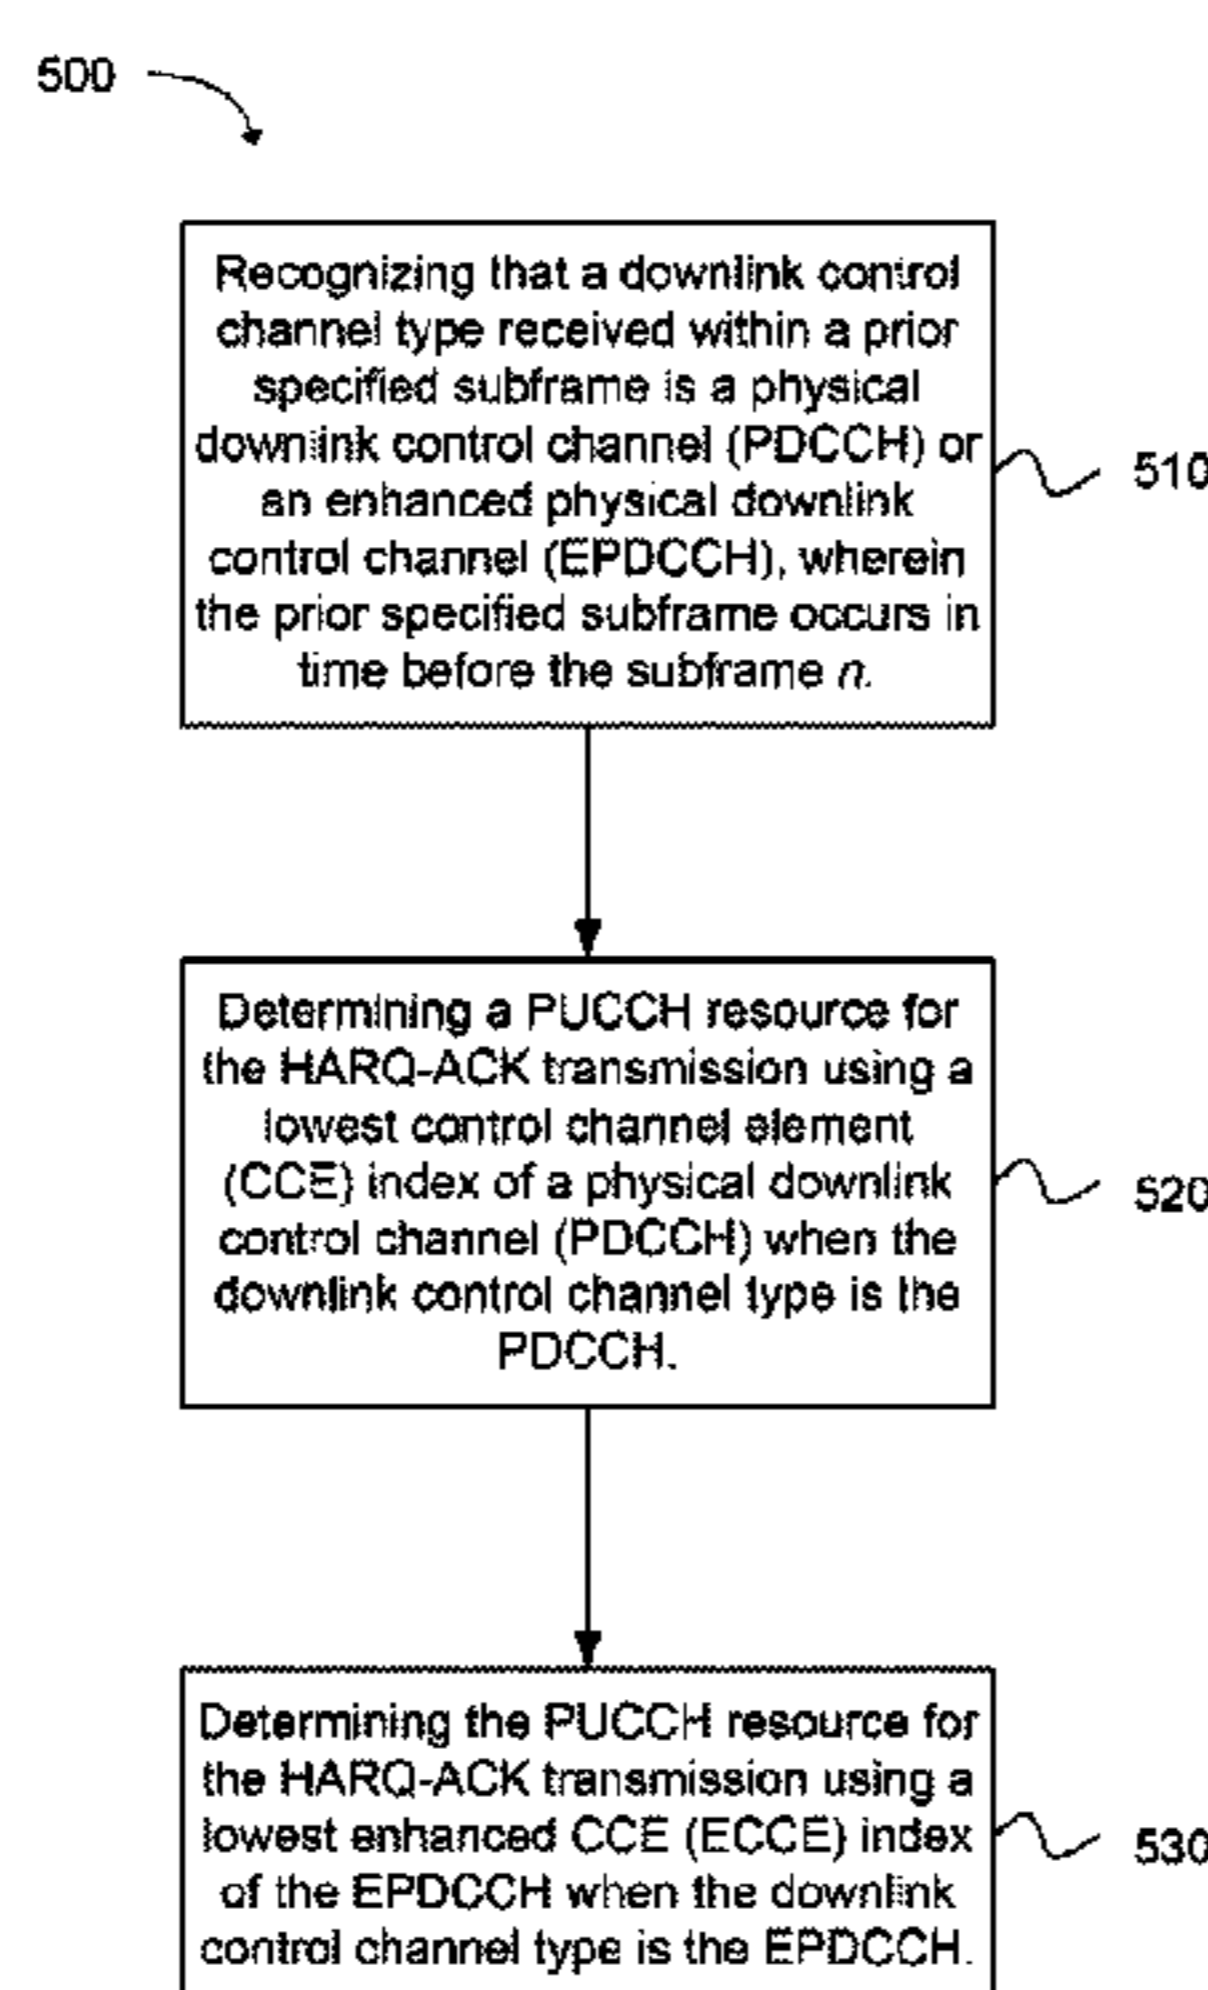 500
Recognizing that a downlink control
channel type received within a prior
specified subframe is a physical
downlink control channel (PDCCH) or
an enhanced physical downlink
control channel (EPDCCH), wherein
the prior specified subframe occurs in
time before the subframe n.
510
Determining a PUCCH resource for
the HARQ-ACK transmission using a
lowest control channel element
(CCE) index of a physical downlink
control channel (PDCCH) when the
downlink control channel type is the
PDCCH.
520
Determining the PUCCH resource for
the HARQ-ACK transmission using a
lowest enhanced CCE (ECCE) index
of the EPDCCH when the downlink
control channel type is the EPDCCH.
530